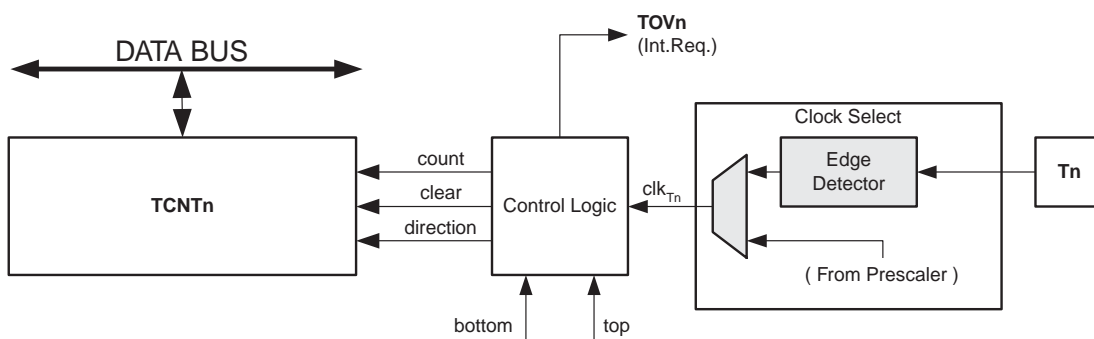 TOVn
(Int.Req.)
DATA BUS
Clock Select
TCNTn
count
clear
direction
Control Logic
clkTn
Edge
Detector
Tn
( From Prescaler )
bottom
top